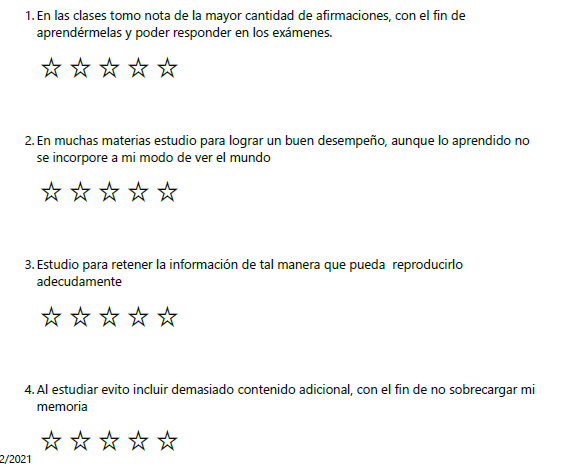 1. En las clases tomo nota de la mayor cantidad de afirmaciones, con el fin de
aprendérmelas y poder responder en los exámenes.
2. En muchas materias estudio para lograr un buen desempeño, aunque lo aprendido no
se incorpore a mi modo de ver el mundo
3. Estudio para retener la información de tal manera que pueda  reproducirlo
adecudamente
4. Al estudiar evito incluir demasiado contenido adicional, con el fin de no sobrecargar mi
memoria
2/2021